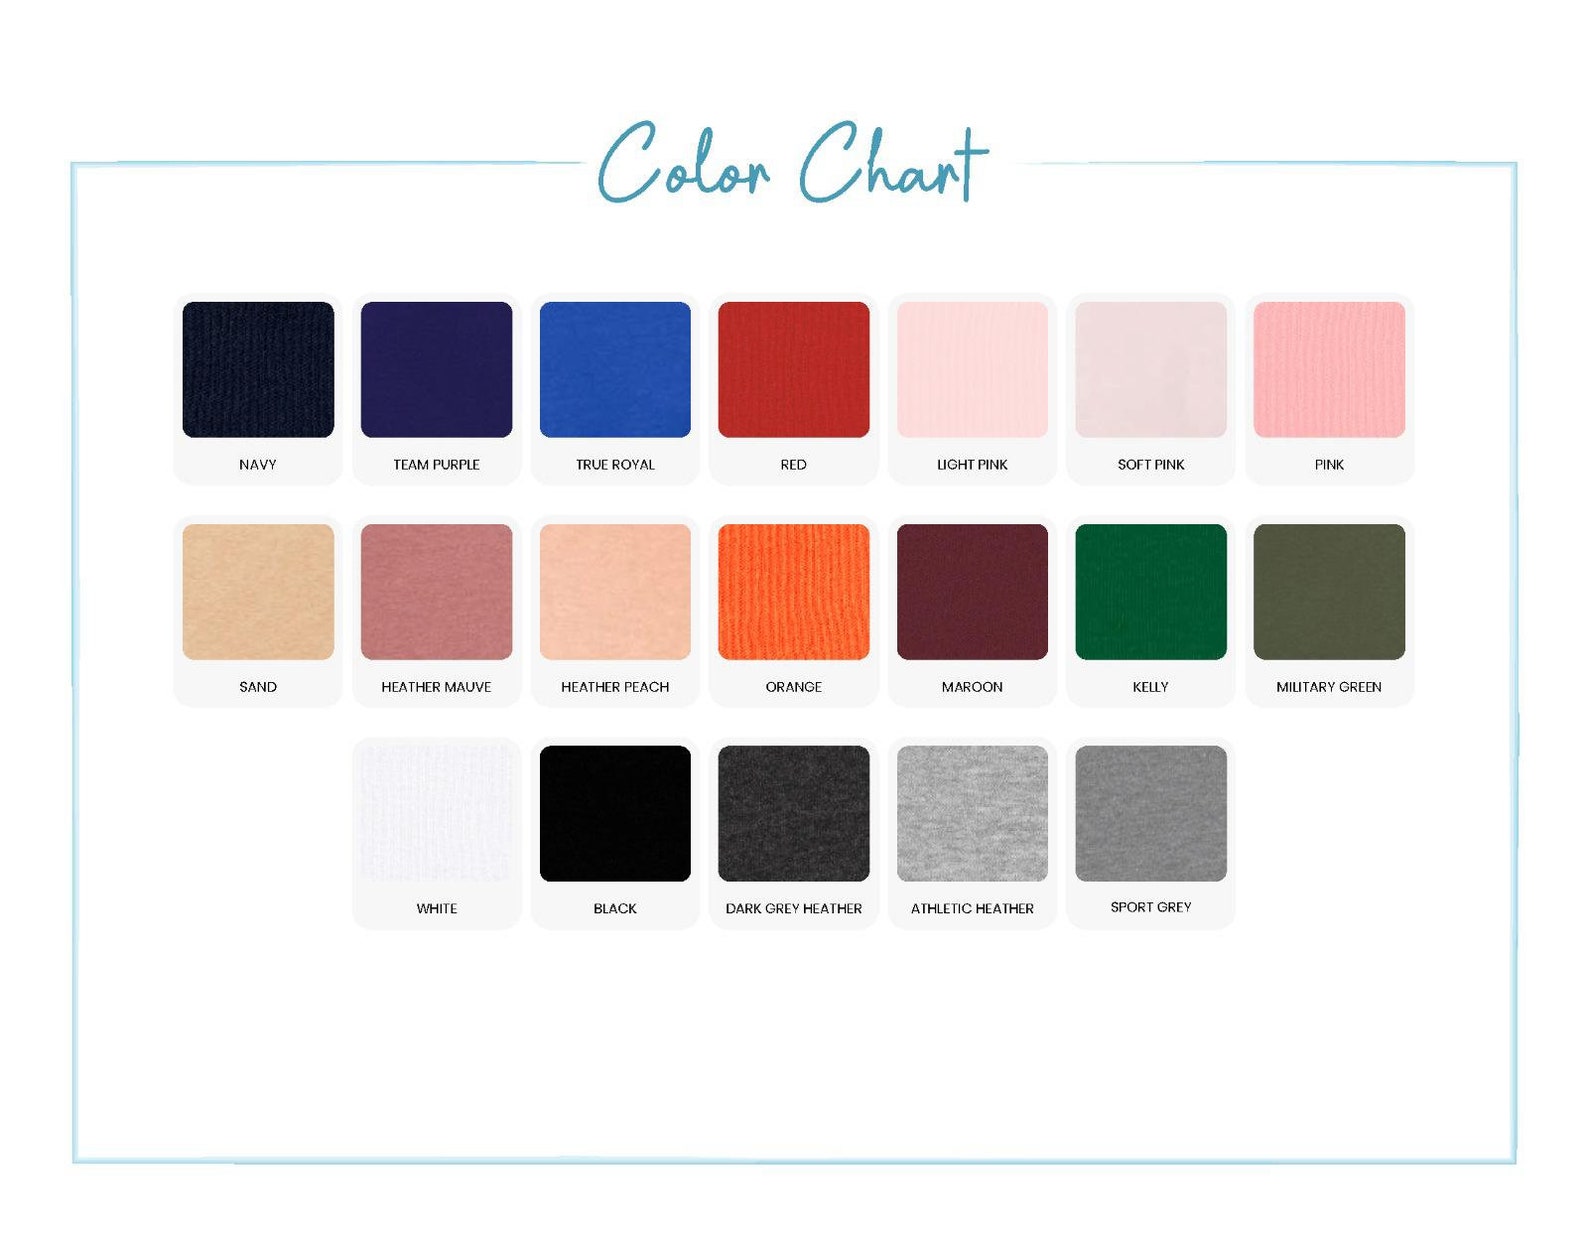 Color Chart
NAVY
TEAM PURPLE
TRUE ROYAL
RED
LIGHT PINK
SOFT PINK
PINK
SAND
HEATHER MAUVE
HEATHER PEACH
ORANGE
MAROON
KELLY
MILITARY GREEN
WHITE
BLACK
DARK GREY HEATHER
ATHLETIC HEATHER
SPORT GREY